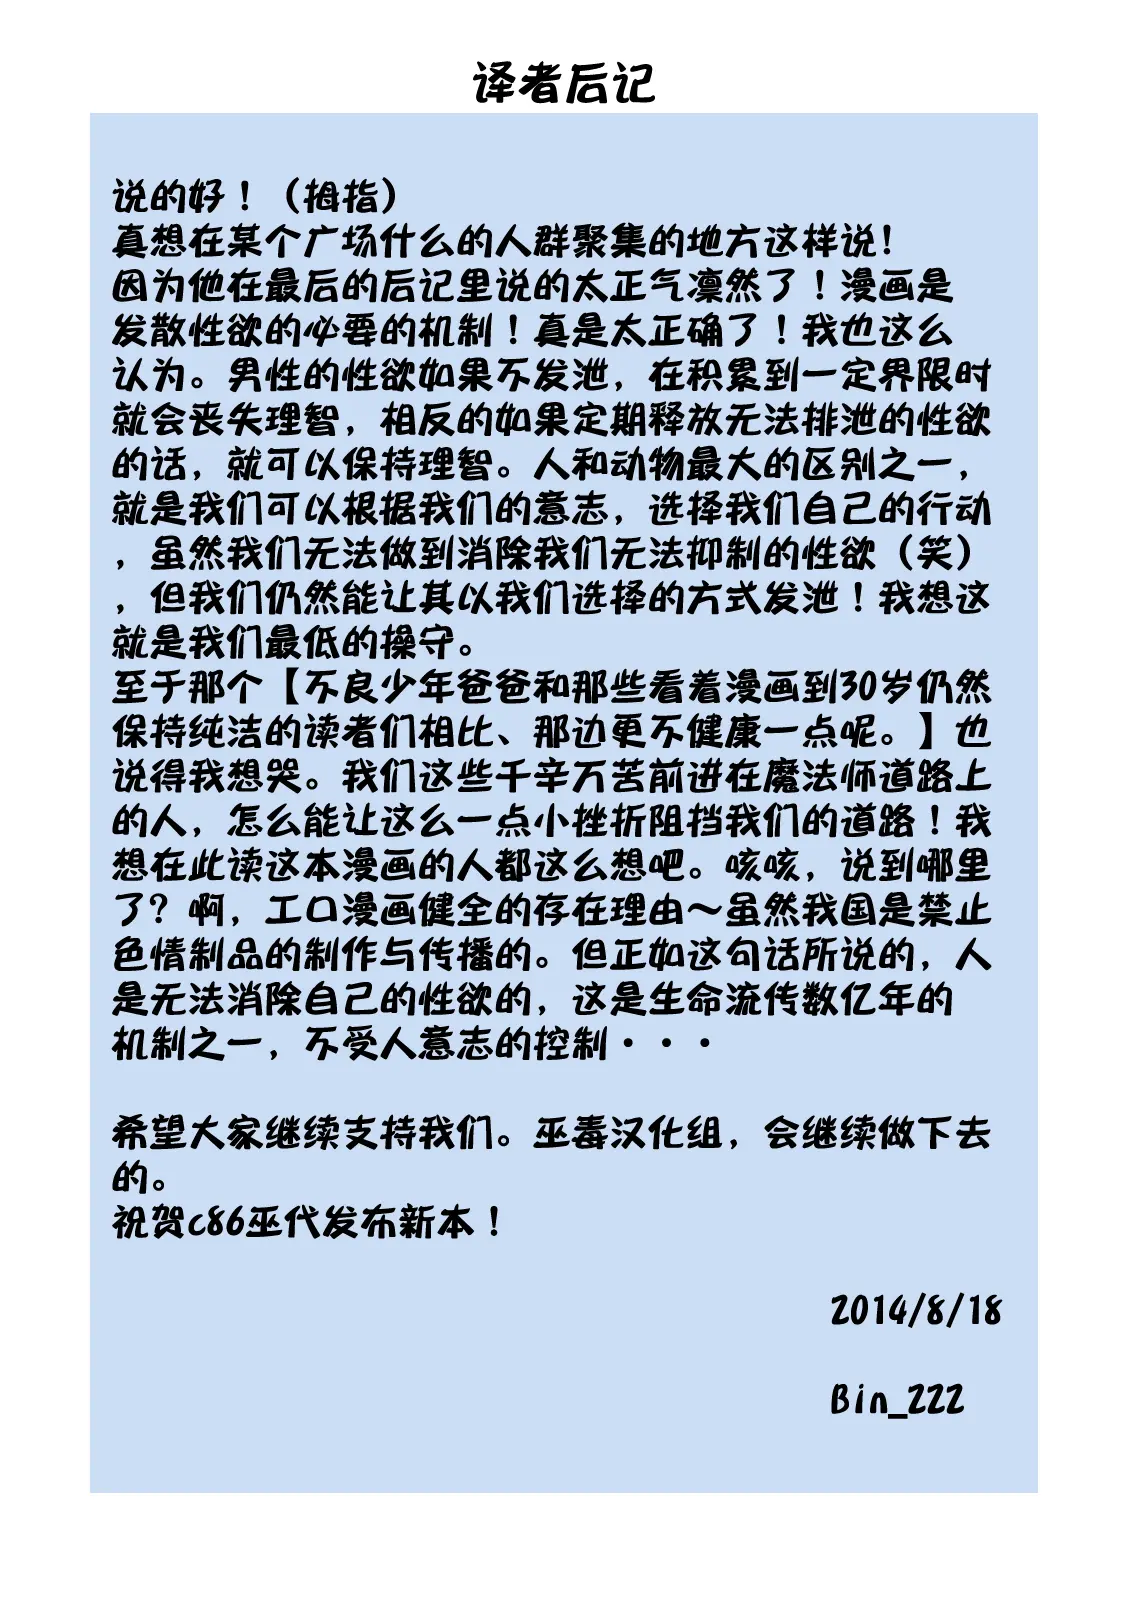 译者后记
说的好！（拇指）
真想在某个广场什么的人群聚集的地方这样说！
因为他在最后的后记里说的太正气凛然了！漫画是
发散性欲的必要的机制！真是太正确了！我也这么
认为。男性的性欲如果不发泄，在积累到一定界限时
就会丧失理智，相反的如果定期释放无法排泄的性欲
的话，就可以保持理智。人和动物最大的区别之一，
就是我们可以根据我们的意志，选择我们自己的行动
，虽然我们无法做到消除我们无法抑制的性欲（笑）
，但我们仍然能让其以我们选择的方式发泄！我想这
就是我们最低的操守。
至于那个【不良少年爸爸和那些看着漫画到30岁仍然
保持纯洁的读者们相比、那边更不健康一点呢。】也
说得我想哭。我们这些千辛万苦前进在魔法师道路上
的人，怎么能让这么一点小挫折阻挡我们的道路！我
想在此读这本漫画的人都这么想吧。咳咳，说到哪里
了？啊，工口漫画健全的存在理由～虽然我国是禁止
色情制品的制作与传播的。但正如这句话所说的，人
是无法消除自己的性欲的，这是生命流传数亿年的
机制之一，不受人意志的控制···
希望大家继续支持我们。巫毒汉化组，会继续做下去
的。
祝贺c86巫代发布新本！
2014/8/18
Bin_222